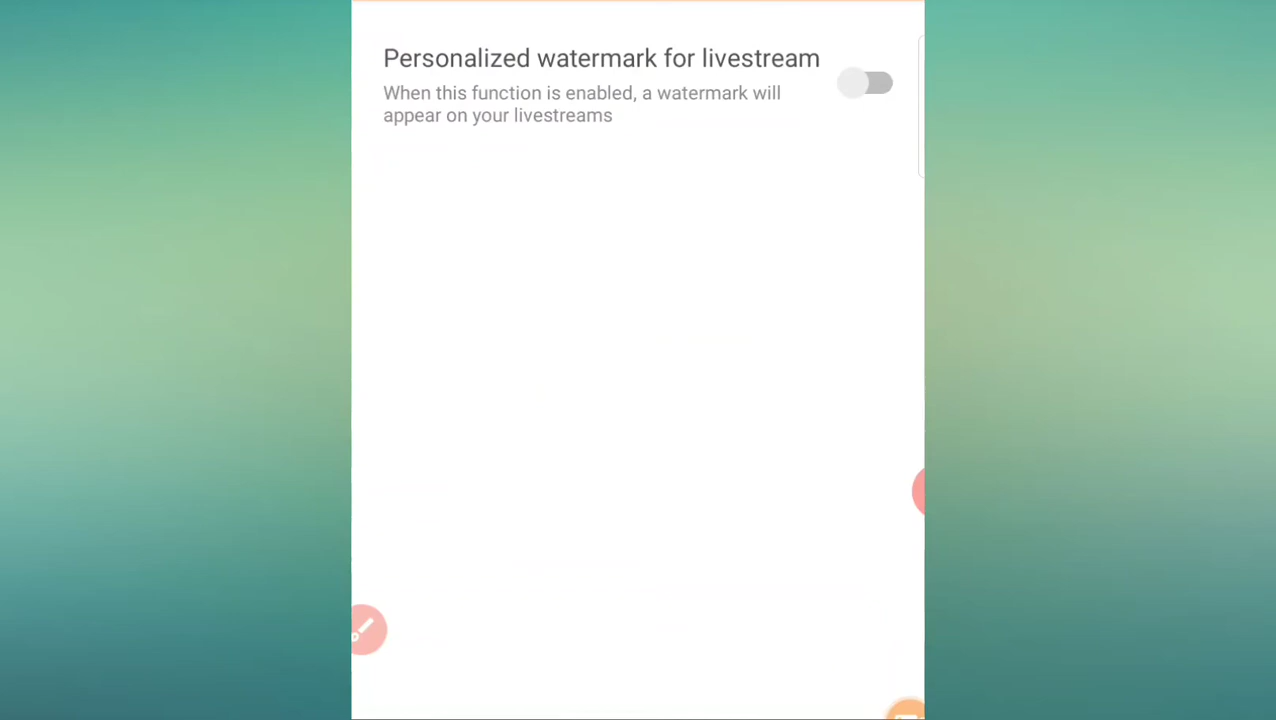 Personalized watermark for livestream
When this function is enabled, a watermark will
appear on your livestreams